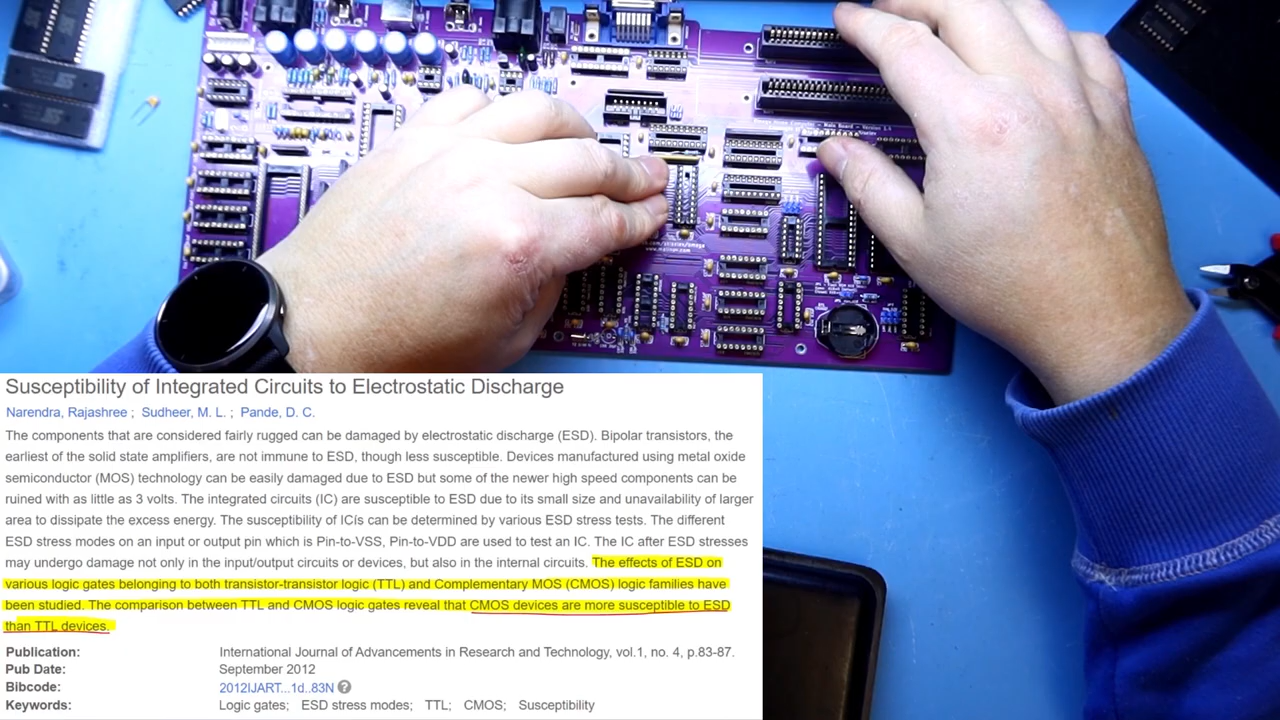 Main Board - Version 2.0
Susceptibility of Integrated Circuits to Electrostatic Discharge
Narendra, Rajashree ; Sudheer, M. L. ; Pande, D. C.
The components that are considered fairly rugged can be damaged by electrostatic discharge (ESD). Bipolar transistors, the
earliest of the solid state amplifiers, are not immune to ESD, though less susceptible. Devices manufactured using metal oxide
semiconductor (MOS) technology can be easily damaged due to ESD but some of the newer high speed components can be
ruined with as little as 3 volts. The integrated circuits (IC) are susceptible to ESD due to its small size and unavailability of larger
area to dissipate the excess energy. The susceptibility of ICís can be determined by various ESD stress tests. The different
ESD stress modes on an input or output pin which is Pin-to-VSS, Pin-to-VDD are used to test an IC. The IC after ESD stresses
may undergo damage not only in the input/output circuits or devices, but also in the internal circuits. The effects of ESD on
various logic gates belonging to both transistor-transistor logic (TTL) and Complementary MOS (CMOS) logic families have
been studied. The comparison between TTL and CMOS logic gates reveal that CMOS devices are more susceptible to ESD
than TTL devices.
Publication: International Journal of Advancements in Research and Technology, vol.1, no. 4, p.83-87.
Pub Date: September 2012
Bibcode: 2012IJART...1d..83N ?
Keywords: Logic gates; ESD stress modes; TTL; CMOS; Susceptibility